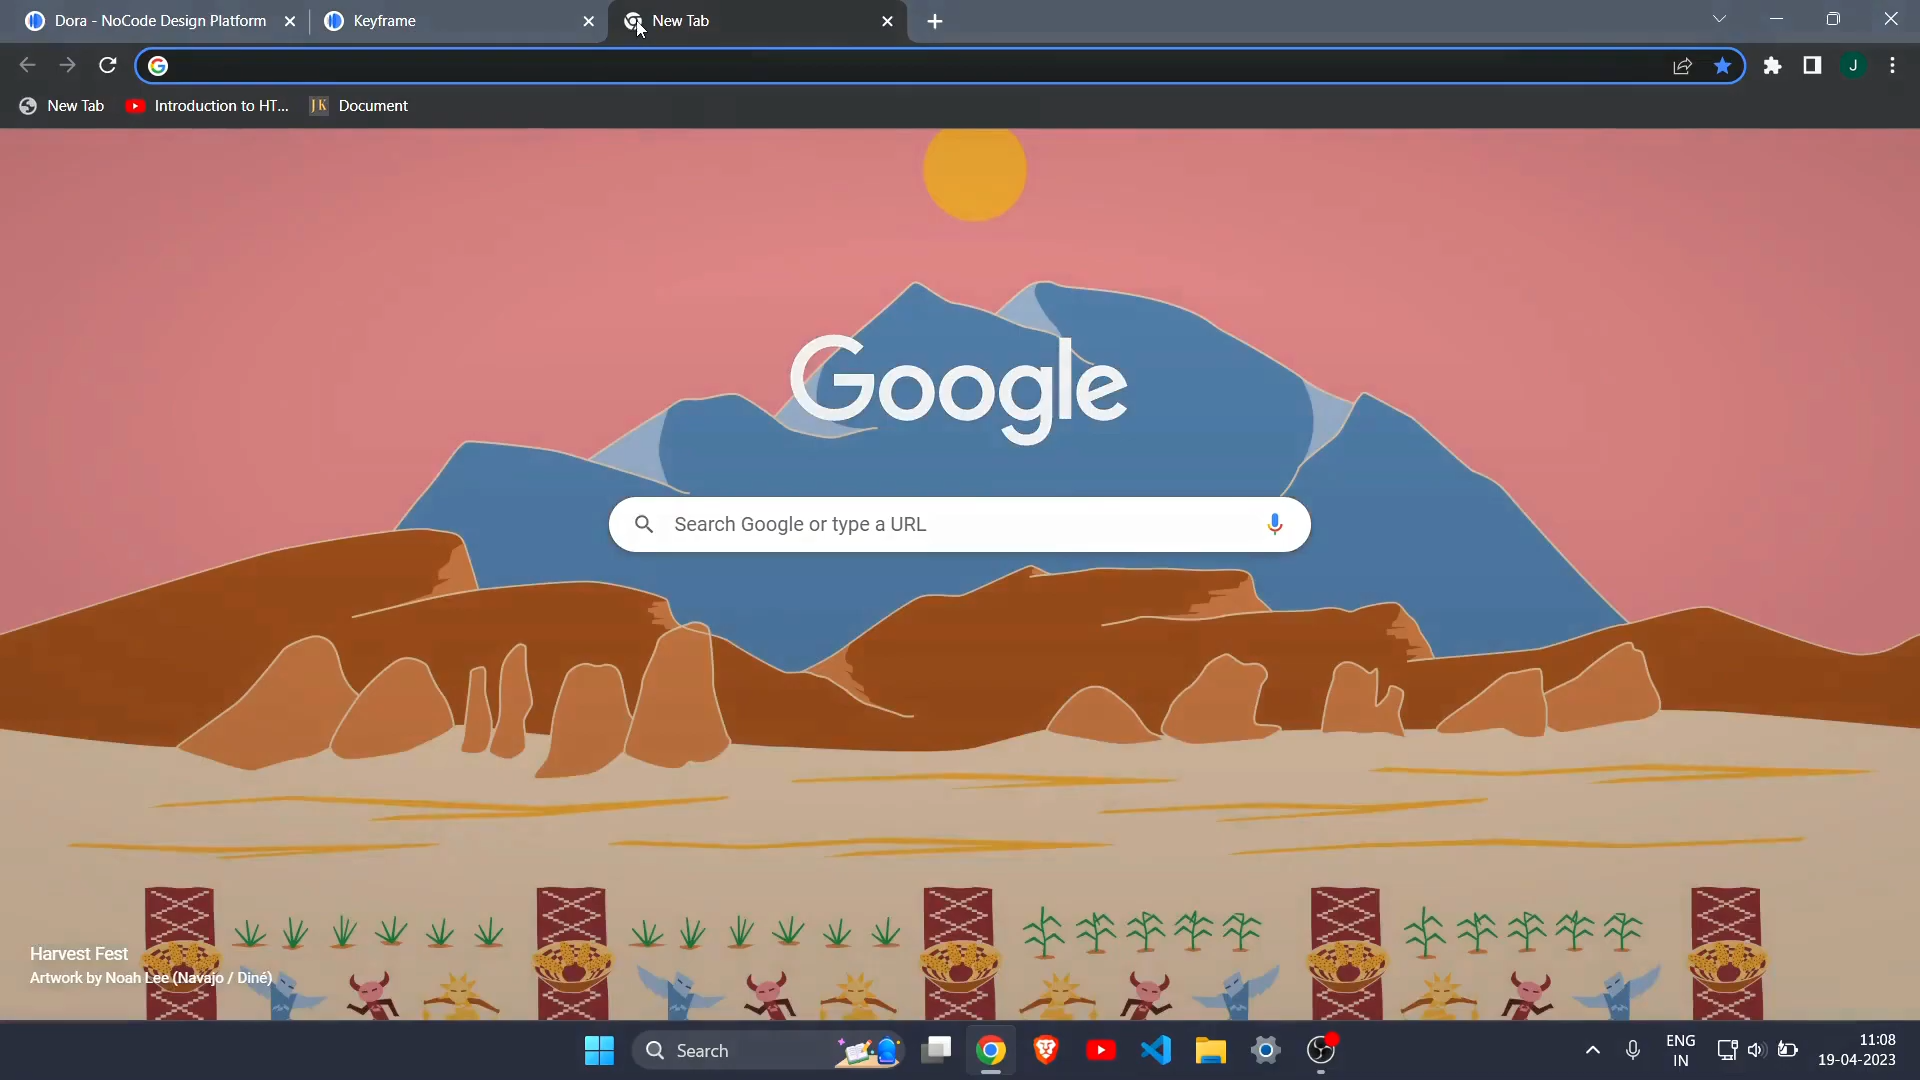 Dora - NoCode Design Platform
Keyframe
New Tab
New Tab
Introduction to HT...
JK
Document
J
Google
Search Google or type a URL
Harvest Fest
Artwork by Noah Lee (Navajo / Diné)
Search
ENG
IN
11:08
19-04-2023